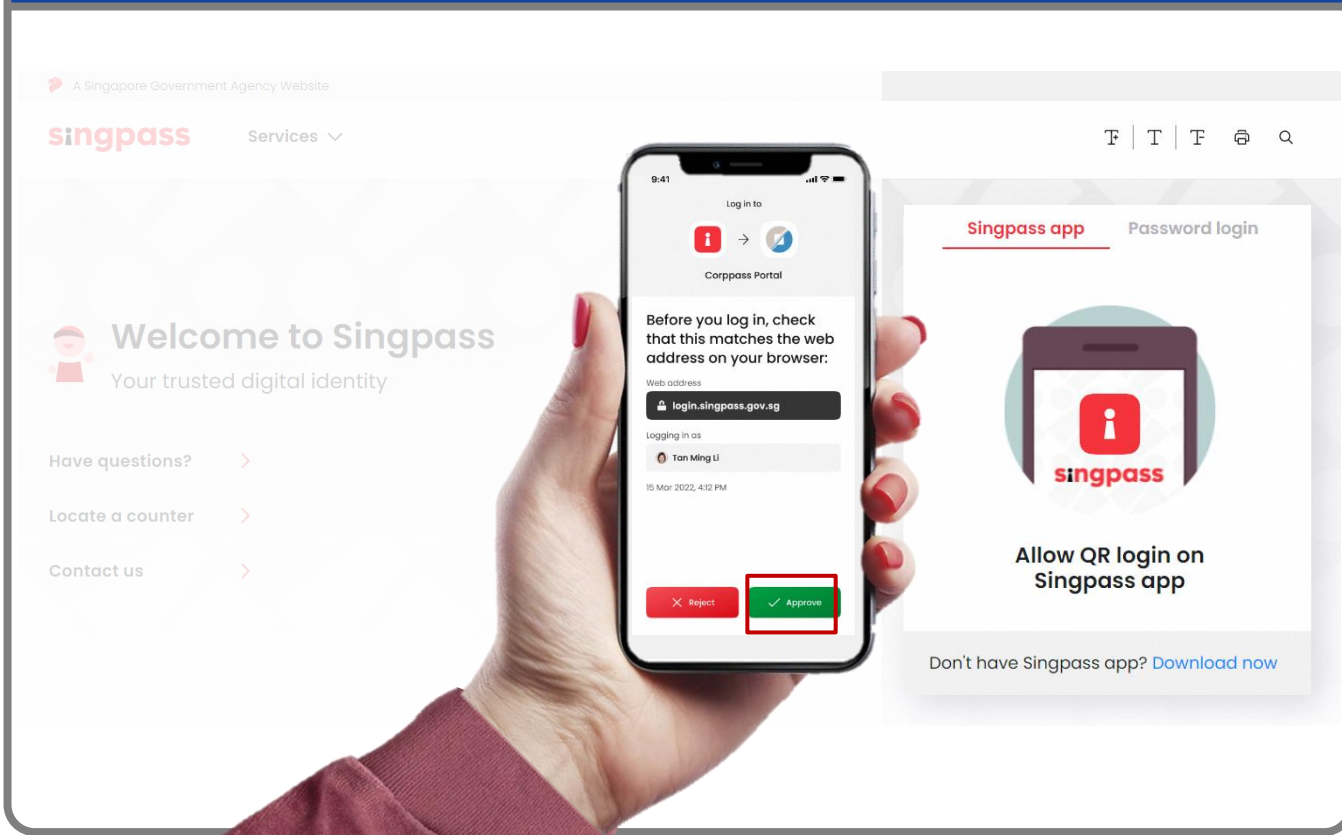 A Singapore Government Agency Website
singpass
Services
Welcome to Singpass
Your trusted digital identity
Have questions?
Locate a counter
Contact us
9:41
Log in to
Corppass Portal
Before you log in, check
that this matches the web
address on your browser:
Web address
login.singpass.gov.sg
Logging in as
Tan Ming Li
15 Mar 2022, 4:12 PM
Reject
Approve
T+ T T-
Singpass app
Password login
singpass
Allow QR login on
Singpass app
Don't have Singpass app? Download now